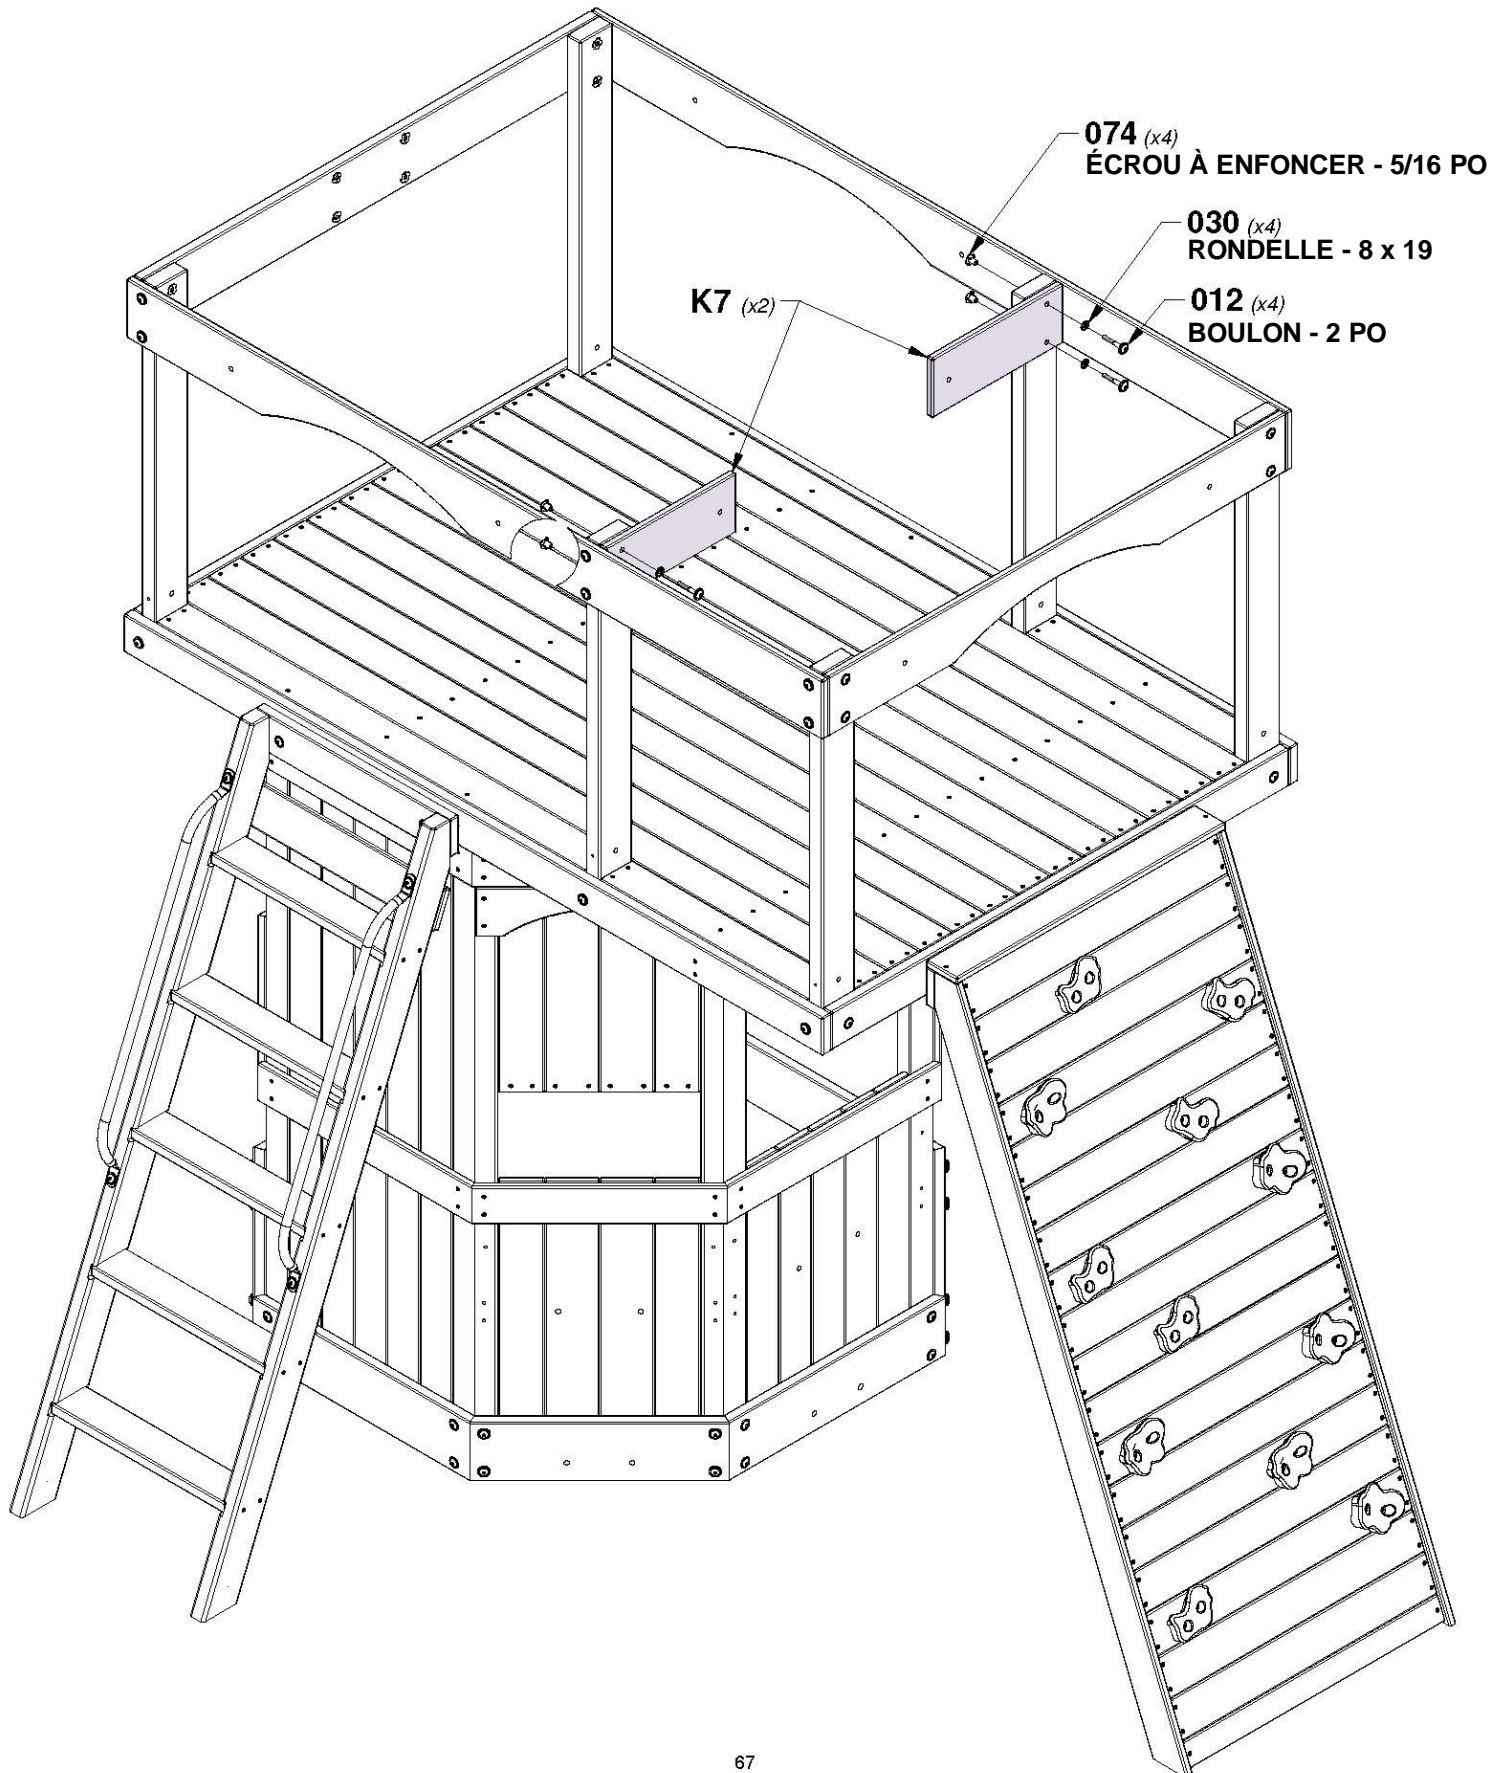 074 (x4)
ÉCROU À ENFONCER - 5/16 PO
030 (x4)
RONDELLE - 8 x 19
K7 (x2)
012 (x4)
BOULON - 2 PO
67